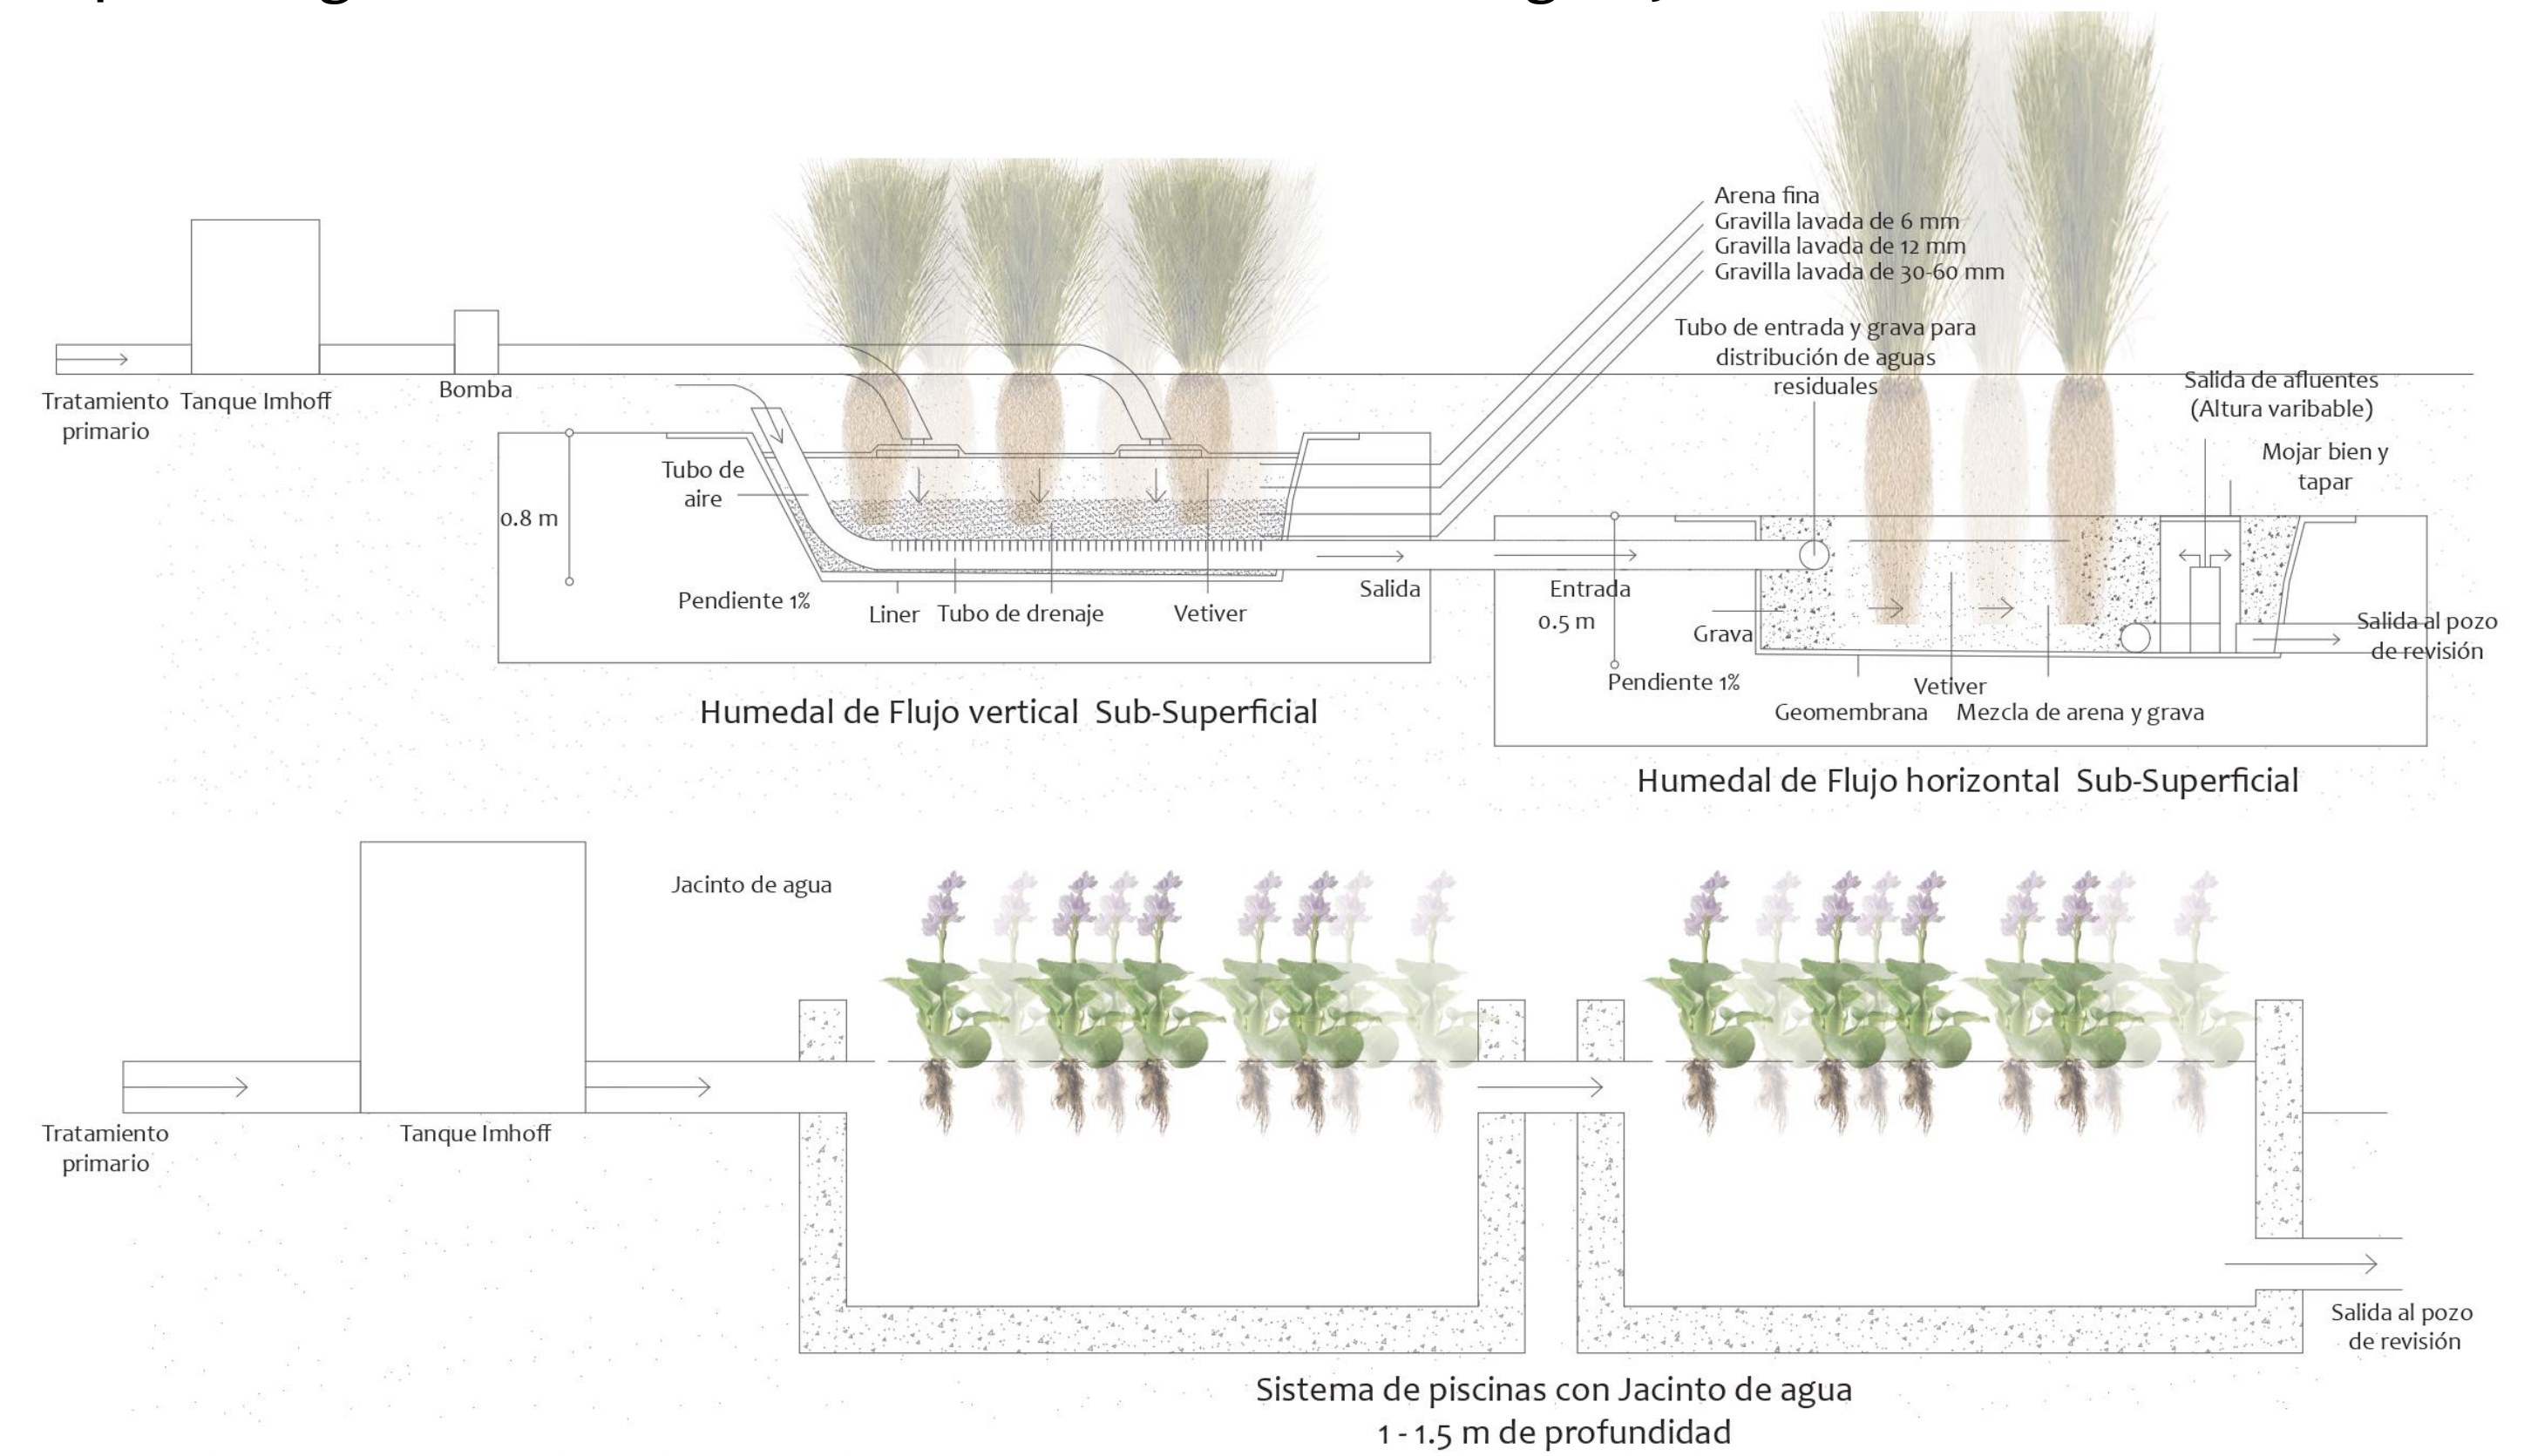 Arena fina
Gravilla lavada de 6 mm
Gravilla lavada de 12 mm
Gravilla lavada de 30-60 mm
Tubo de entrada y grava para
distribución de aguas
residuales
Tratamiento
primario
Tanque Imhoff
Bomba
Salida de afluentes
(Altura varibable)
Mojar bien y
tapar
Tubo de
aire
0.8 m
Pendiente 1%
Liner
Tubo de drenaje
Vetiver
Salida
Entrada
0.5 m
Grava
Pendiente 1%
Vetiver
Geomembrana
Mezcla de arena y grava
Salida al pozo
de revisión
Humedal de Flujo vertical Sub-Superficial
Humedal de Flujo horizontal Sub-Superficial
Jacinto de agua
Tratamiento
primario
Tanque Imhoff
Salida al pozo
de revisión
Sistema de piscinas con Jacinto de agua
1 - 1.5 m de profundidad